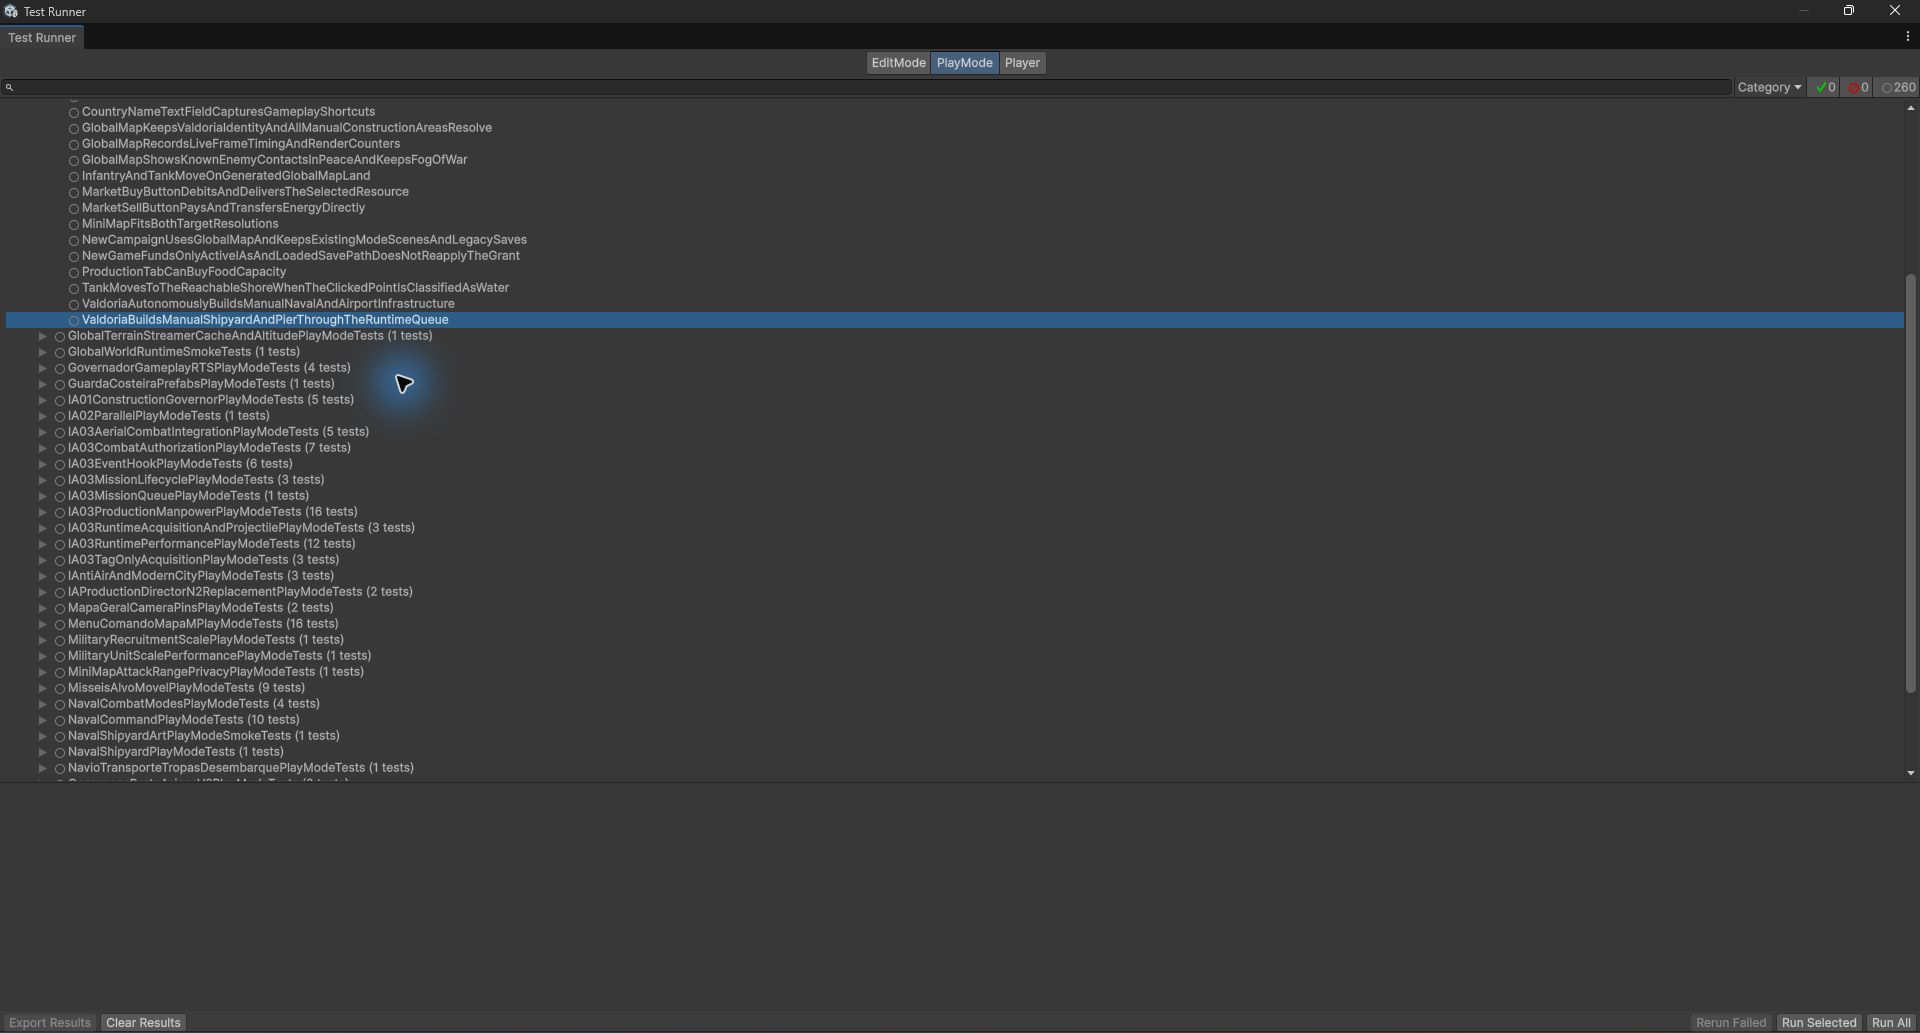 Test Runner
Test Runner
EditMode PlayMode Player
Category 0 0 260
CountryNameTextFieldCapturesGameplayShortcuts
GlobalMapKeepsValdoriaIdentityAndAllManualConstructionAreasResolve
GlobalMapRecordsLiveFrameTimingAndRenderCounters
GlobalMapShowsKnownEnemyContactsInPeaceAndKeepsFogOfWar
InfantryAndTankMoveOnGeneratedGlobalMapLand
MarketBuyButtonDebitsAndDeliversTheSelectedResource
MarketSellButtonPaysAndTransfersEnergyDirectly
MiniMapFitsBothTargetResolutions
NewCampaignUsesGlobalMapAndKeepsExistingModeScenesAndLegacySaves
NewGameFundsOnlyActiveIAsAndLoadedSavePathDoesNotReapplyTheGrant
ProductionTabCanBuyFoodCapacity
TankMovesToTheReachableShoreWhenTheClickedPointIsClassifiedAsWater
ValdoriaAutonomouslyBuildsManualNavalAndAirportInfrastructure
ValdoriaBuildsManualShipyardAndPierThroughTheRuntimeQueue
GlobalTerrainStreamerCacheAndAltitudePlayModeTests (1 tests)
GlobalWorldRuntimeSmokeTests (1 tests)
GovernadorGameplayRTSPlayModeTests (4 tests)
GuardaCosteiraPrefabsPlayModeTests (1 tests)
IA01ConstructionGovernorPlayModeTests (5 tests)
IA02ParallelPlayModeTests (1 tests)
IA03AerialCombatIntegrationPlayModeTests (5 tests)
IA03CombatAuthorizationPlayModeTests (7 tests)
IA03EventHookPlayModeTests (6 tests)
IA03MissionLifecyclePlayModeTests (3 tests)
IA03MissionQueuePlayModeTests (1 tests)
IA03ProductionManpowerPlayModeTests (16 tests)
IA03RuntimeAcquisitionAndProjectilePlayModeTests (3 tests)
IA03RuntimePerformancePlayModeTests (12 tests)
IA03TagOnlyAcquisitionPlayModeTests (3 tests)
IAntiAirAndModernCityPlayModeTests (3 tests)
IAProductionDirectorN2ReplacementPlayModeTests (2 tests)
MapaGeralCameraPinsPlayModeTests (2 tests)
MenuComandoMapaMPlayModeTests (16 tests)
MilitaryRecruitmentScalePlayModeTests (1 tests)
MilitaryUnitScalePerformancePlayModeTests (1 tests)
MiniMapAttackRangePrivacyPlayModeTests (1 tests)
MisseisAlvoMovelPlayModeTests (9 tests)
NavalCombatModesPlayModeTests (4 tests)
NavalCommandPlayModeTests (10 tests)
NavalShipyardArtPlayModeSmokeTests (1 tests)
NavalShipyardPlayModeTests (1 tests)
NavioTransporteTropasDesembarquePlayModeTests (1 tests)
Export Results Clear Results Rerun Failed Run Selected Run All